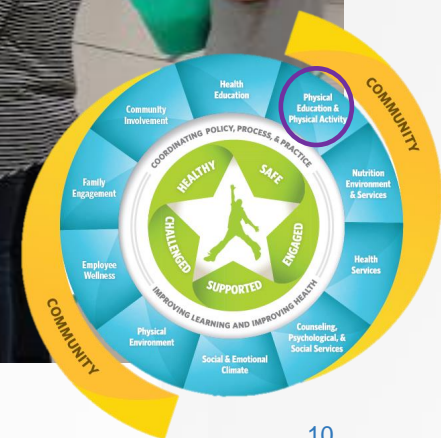 COMMUNITY
Health
Education
Physical
Education &
Physical Activity
Nutrition
Environment
& Services
Health
Services
Counseling,
Psychological, &
Social Services
Social & Emotional
Climate
Physical
Environment
Employee
Wellness
Family
Engagement
Community
Involvement
COORDINATING POLICY, PROCESS, & PRACTICE
IMPROVING LEARNING AND IMPROVING HEALTH
HEALTHY
SAFE
ENGAGED
SUPPORTED
CHALLENGED
COMMUNITY
10